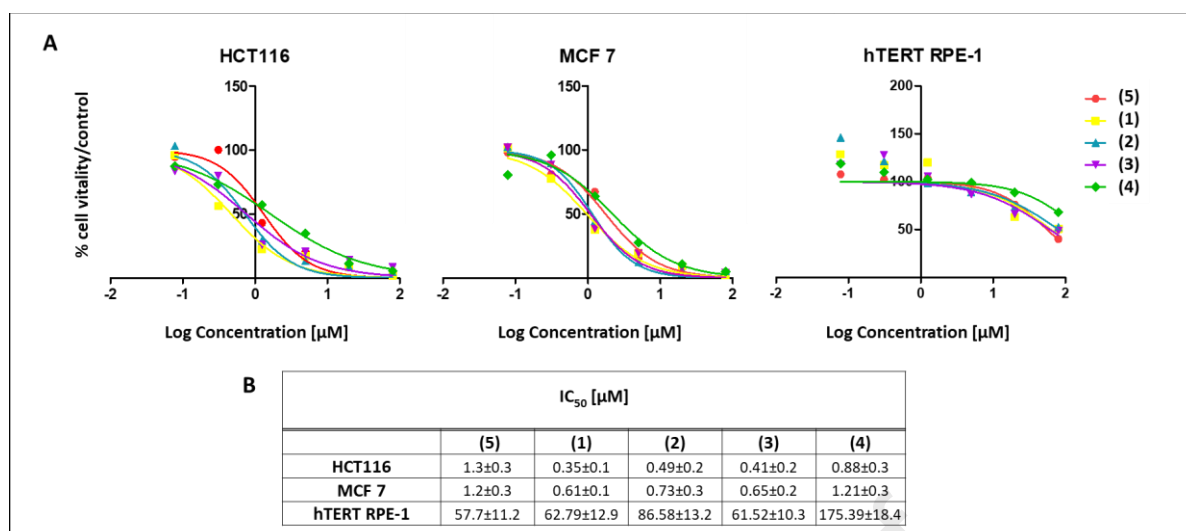 A
HCT116
MCF 7
hTERT RPE-1
% cell vitality/control
150
100
50
-2 -1 0 1 2
Log Concentration [µM]
150
100
50
-2 -1 0 1 2
Log Concentration [µM]
200
150
100
50
-2 -1 0 1 2
Log Concentration [µM]
(5)
(1)
(2)
(3)
(4)
B
IC50 [µM]
(5) (1) (2) (3) (4)
HCT116 1.3±0.3 0.35±0.1 0.49±0.2 0.41±0.2 0.88±0.3
MCF 7 1.2±0.3 0.61±0.1 0.73±0.3 0.65±0.2 1.21±0.3
hTERT RPE-1 57.7±11.2 62.79±12.9 86.58±13.2 61.52±10.3 175.39±18.4